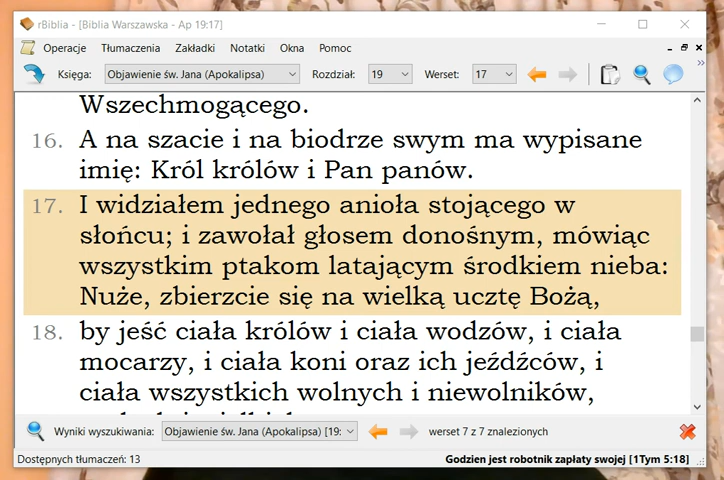 rBiblia - [Biblia Warszawska - Ap 19:17]
Operacje Tłumaczenia Zakładki Notatki Okna Pomoc
Księga: Objawienie św. Jana (Apokalipsa) Rozdział: 19 Werset: 17
Wszechmogącego.
16. A na szacie i na biodrze swym ma wypisane
imię: Król królów i Pan panów.
17. I widziałem jednego anioła stojącego w
słońcu; i zawołał głosem donośnym, mówiąc
wszystkim ptakom latającym środkiem nieba:
Nuże, zbierzcie się na wielką ucztę Bożą,
18. by jeść ciała królów i ciała wodzów, i ciała
mocarzy, i ciała koni oraz ich jeźdźców, i
ciała wszystkich wolnych i niewolników,
Wyniki wyszukiwania: Objawienie św. Jana (Apokalipsa) [19: werset 7 z 7 znalezionych
Dostępnych tłumaczeń: 13 Godzien jest robotnik zapłaty swojej [1Tym 5:18]